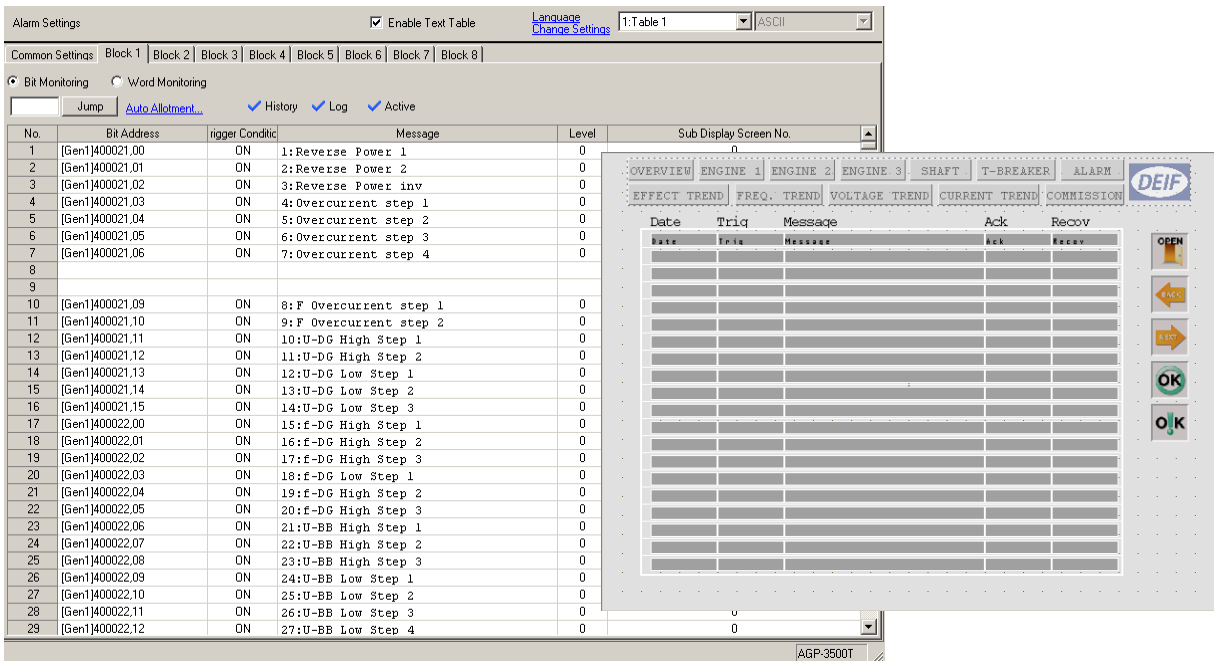 Alarm Settings Enable Text Table Language Change Settings 1:Table 1 ASCII
Common Settings Block 1 Block 2 Block 3 Block 4 Block 5 Block 6 Block 7 Block 8
Bit Monitoring Word Monitoring
Jump Auto Allotment... History Log Active
No. Bit Address rigger Conditic Message Level Sub Display Screen No.
1 [Gen1]400021,00 ON 1:Reverse Power 1 0 0
2 [Gen1]400021,01 ON 2:Reverse Power 2 0
3 [Gen1]400021,02 ON 3:Reverse Power inv 0
4 [Gen1]400021,03 ON 4:Overcurrent step 1 0
5 [Gen1]400021,04 ON 5:Overcurrent step 2 0
6 [Gen1]400021,05 ON 6:Overcurrent step 3 0
7 [Gen1]400021,06 ON 7:Overcurrent step 4 0
8
9
10 [Gen1]400021,09 ON 8:F Overcurrent step 1 0
11 [Gen1]400021,10 ON 9:F Overcurrent step 2 0
12 [Gen1]400021,11 ON 10:U-DG High Step 1 0
13 [Gen1]400021,12 ON 11:U-DG High Step 2 0
14 [Gen1]400021,13 ON 12:U-DG Low Step 1 0
15 [Gen1]400021,14 ON 13:U-DG Low Step 2 0
16 [Gen1]400021,15 ON 14:U-DG Low Step 3 0
17 [Gen1]400022,00 ON 15:f-DG High Step 1 0
18 [Gen1]400022,01 ON 16:f-DG High Step 2 0
19 [Gen1]400022,02 ON 17:f-DG High Step 3 0
20 [Gen1]400022,03 ON 18:f-DG Low Step 1 0
21 [Gen1]400022,04 ON 19:f-DG High Step 2 0
22 [Gen1]400022,05 ON 20:f-DG High Step 3 0
23 [Gen1]400022,06 ON 21:U-BB High Step 1 0
24 [Gen1]400022,07 ON 22:U-BB High Step 2 0
25 [Gen1]400022,08 ON 23:U-BB High Step 3 0
26 [Gen1]400022,09 ON 24:U-BB Low Step 1 0
27 [Gen1]400022,10 ON 25:U-BB Low Step 2 0
28 [Gen1]400022,11 ON 26:U-BB Low Step 3 0 0
29 [Gen1]400022,12 ON 27:U-BB Low Step 4 0 0
AGP-3500T
OVERVIEW ENGINE 1 ENGINE 2 ENGINE 3 SHAFT T-BREAKER ALARM DEIF
EFFECT TREND FREQ. TREND VOLTAGE TREND CURRENT TREND COMMISSION
Date Trig Message Ack Recov
Date Trig Message Ack Recov
OPEN
BACK
NEXT
OK
O!K